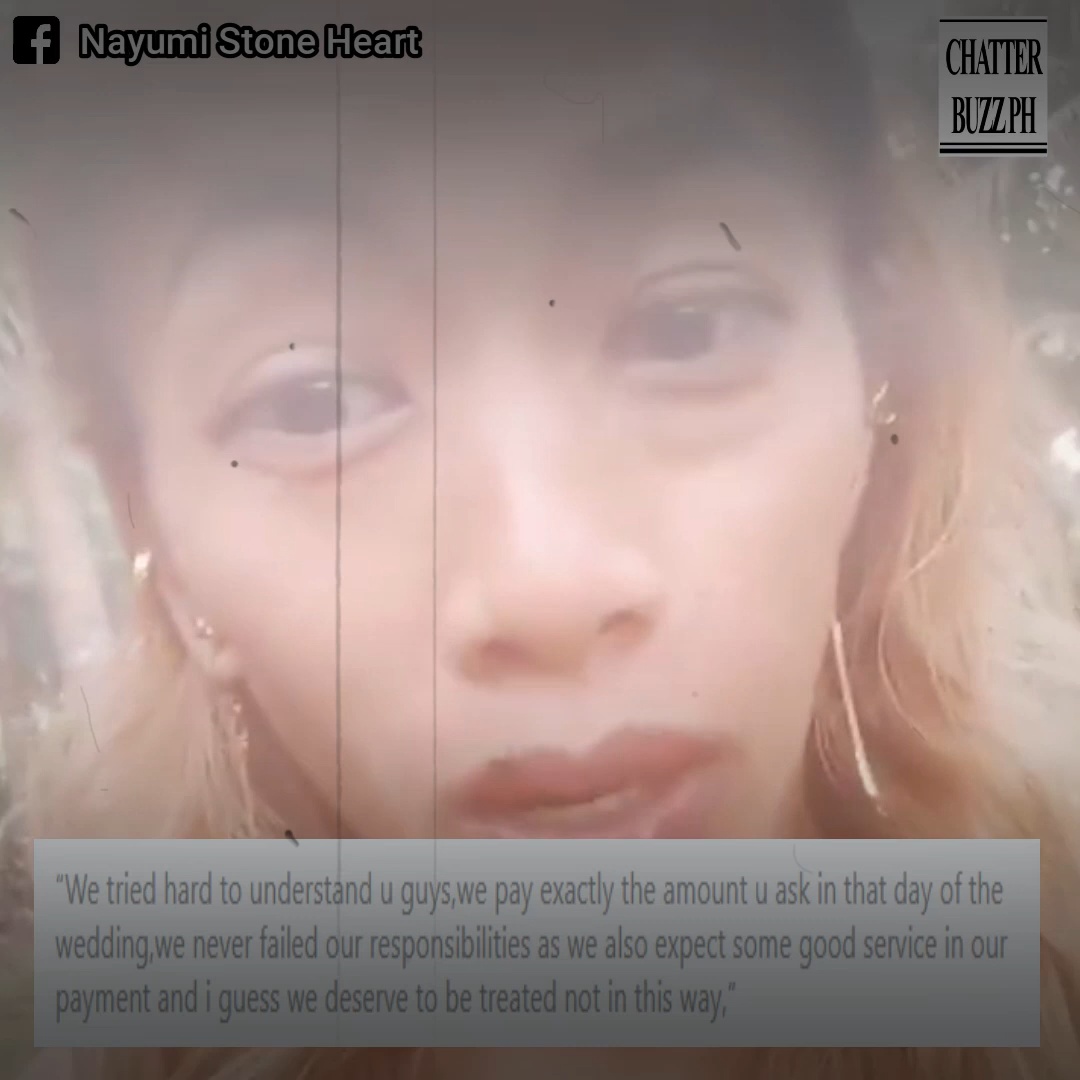 Nayumi Stone Heart
CHATTER
BUZZ PH
“We tried hard to understand u guys,we pay exactly the amount u ask in that day of the
wedding,we never failed our responsibilities as we also expect some good service in our
payment and i guess we deserve to be treated not in this way,”